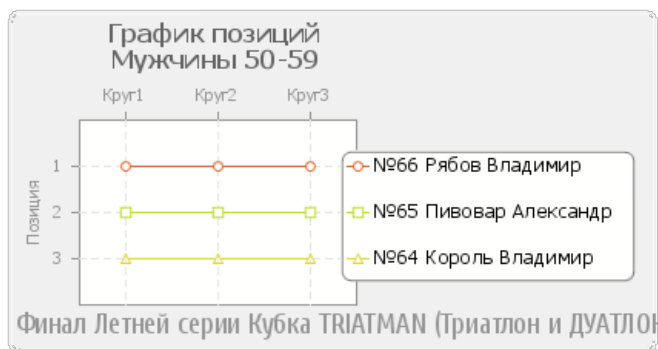 График позиций
Мужчины 50-59
Круг1 Круг2 Круг3
Позиция
1
2
3
№66 Рябов Владимир
№65 Пивовар Александр
№64 Король Владимир
Финал Летней серии Кубка TRIATMAN (Триатлон и ДУАТЛОН